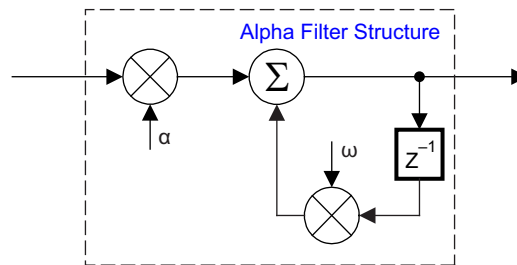 Alpha Filter Structure
Σ
α
ω
Z⁻¹